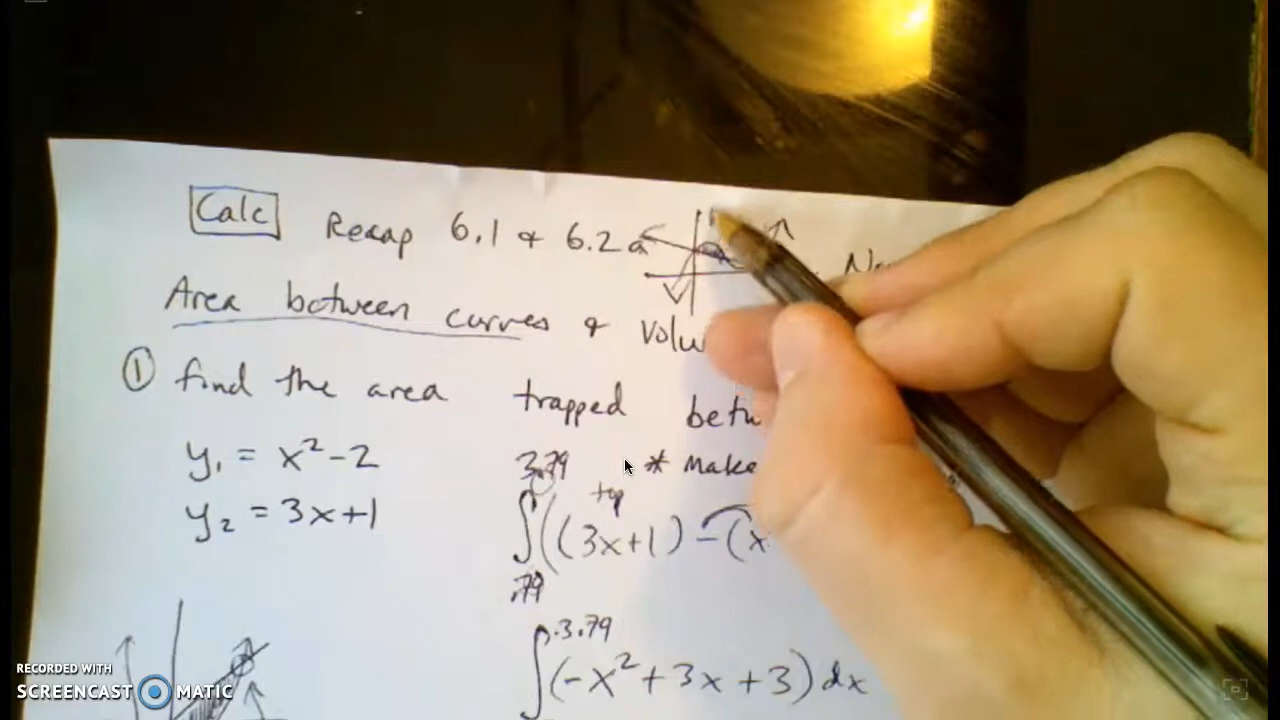 Calc Recap 6.1 & 6.2a
Area between curves & Volu
① find the area trapped betw
y₁ = x² - 2
y₂ = 3x + 1
3.79 * Make
top
∫((3x+1) - (x
.79
3.79
∫(-x² + 3x + 3) dx
RECORDED WITH
SCREENCAST MATIC